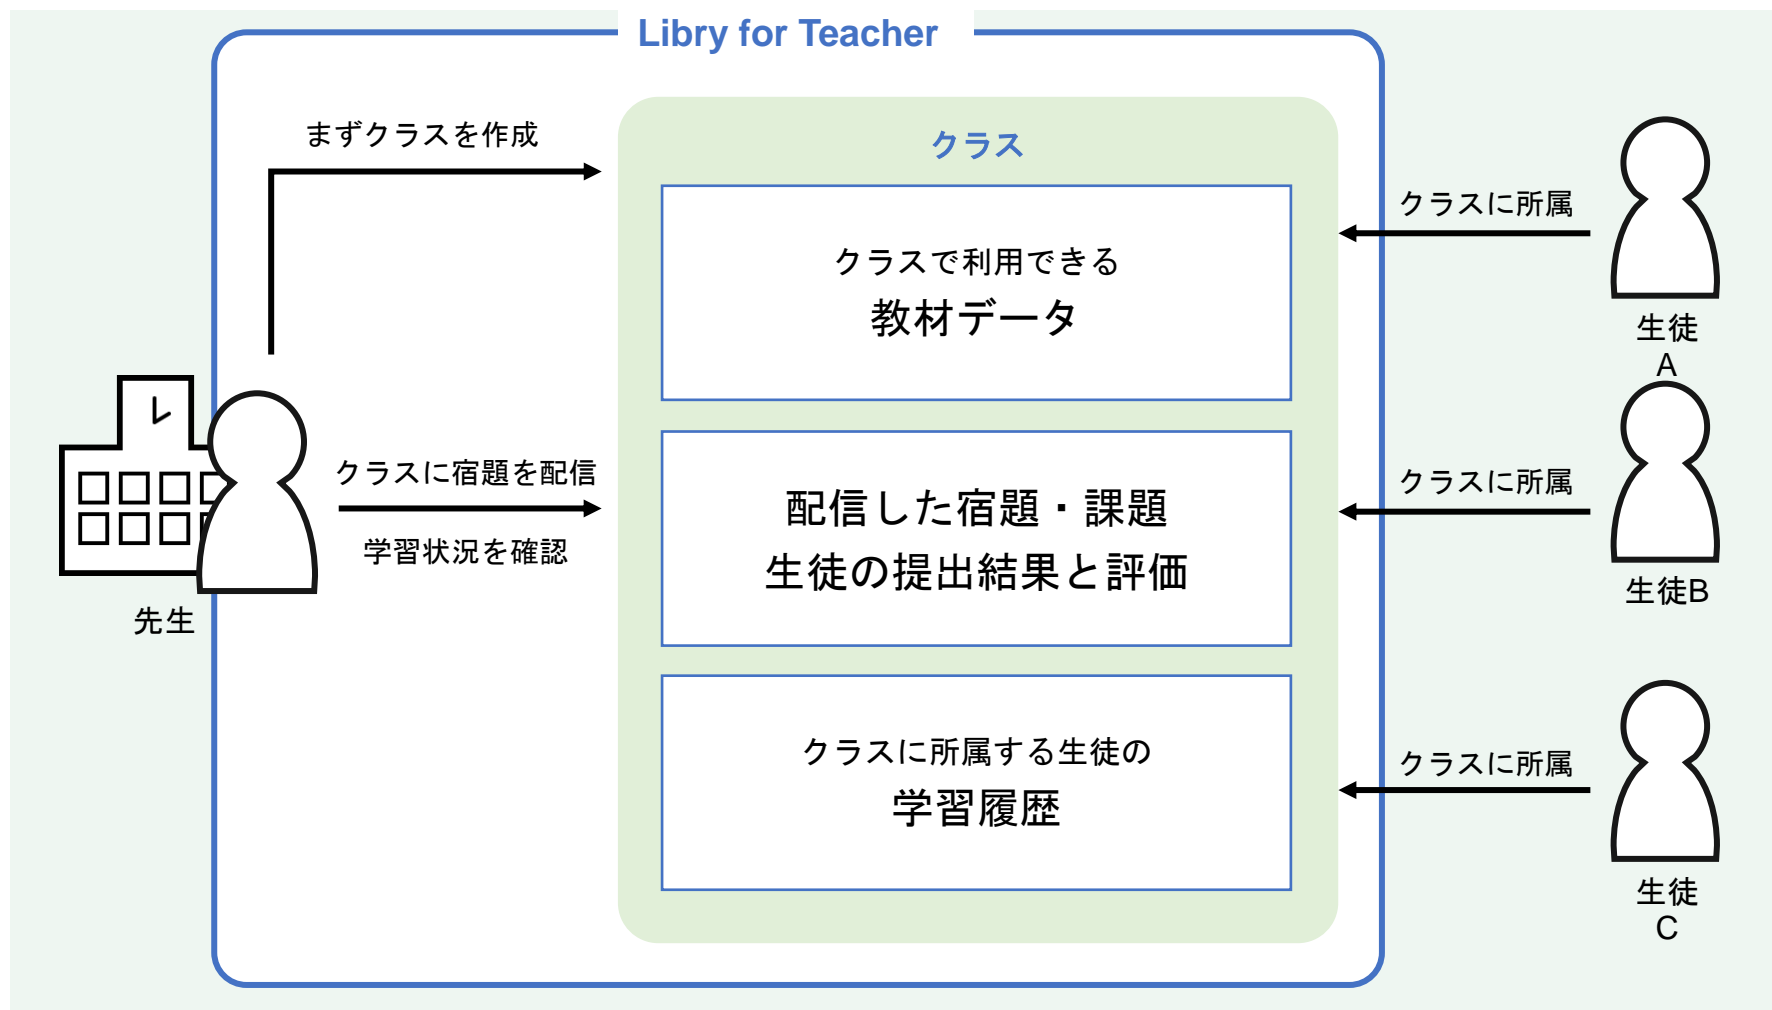 Libry for Teacher
まずクラスを作成
クラス
クラスで利用できる
教材データ
クラスに所属
生徒
A
先生
クラスに宿題を配信
学習状況を確認
配信した宿題・課題
生徒の提出結果と評価
クラスに所属
生徒B
クラスに所属する生徒の
学習履歴
クラスに所属
生徒
C